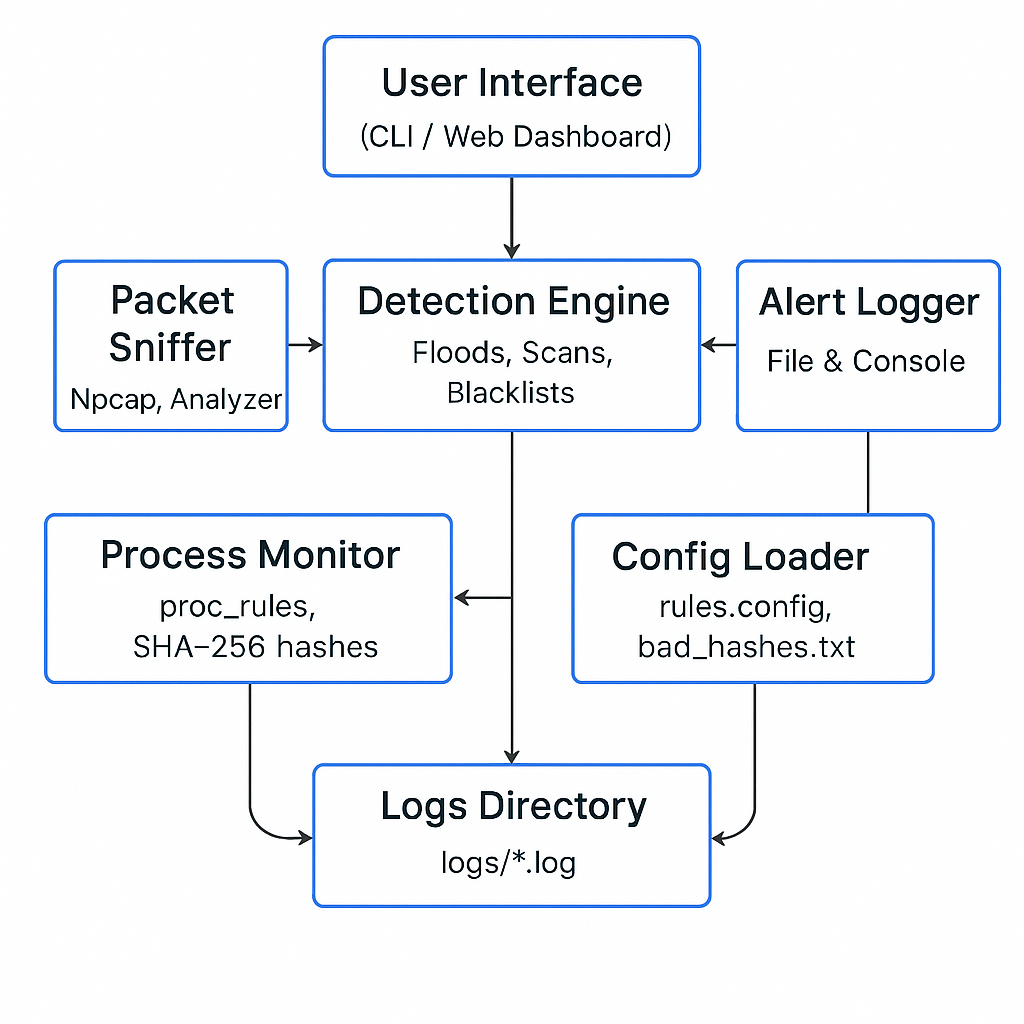 User Interface
(CLI / Web Dashboard)
Packet
Sniffer
Npcap, Analyzer
Detection Engine
Floods, Scans,
Blacklists
Alert Logger
File & Console
Process Monitor
proc_rules,
SHA–256 hashes
Config Loader
rules.config,
bad_hashes.txt
Logs Directory
logs/*.log